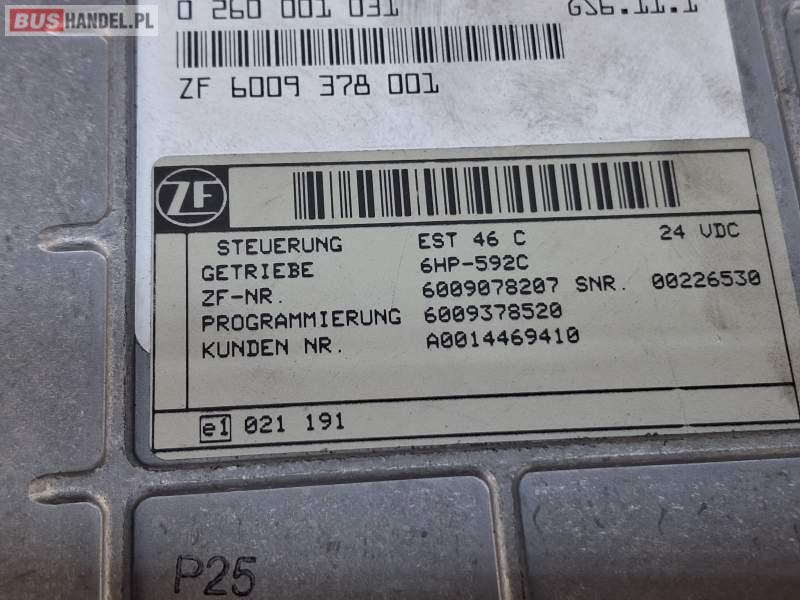 BUSHANDEL.PL
0 260 001 031 GS6.11.1
ZF 6009 378 001
ZF
STEUERUNG EST 46 C 24 VDC
GETRIEBE 6HP-592C
ZF-NR. 6009078207 SNR. 00226530
PROGRAMMIERUNG 6009378520
KUNDEN NR. A0014469410
e1 021 191
P25